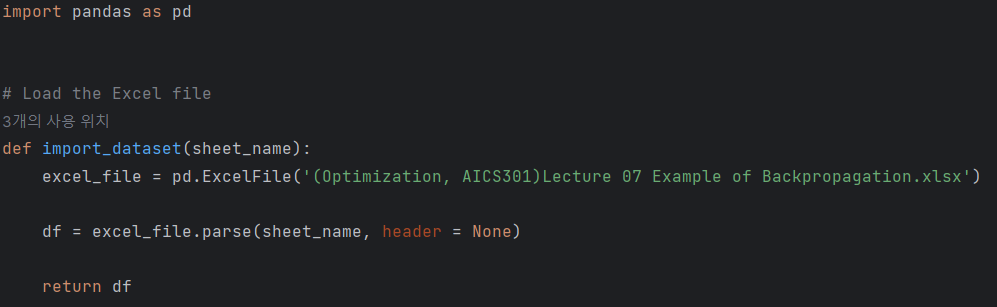 import pandas as pd
# Load the Excel file
3개의 사용 위치
def import_dataset(sheet_name):
    excel_file = pd.ExcelFile('(Optimization, AICS301)Lecture 07 Example of Backpropagation.xlsx')
    df = excel_file.parse(sheet_name, header = None)
    return df